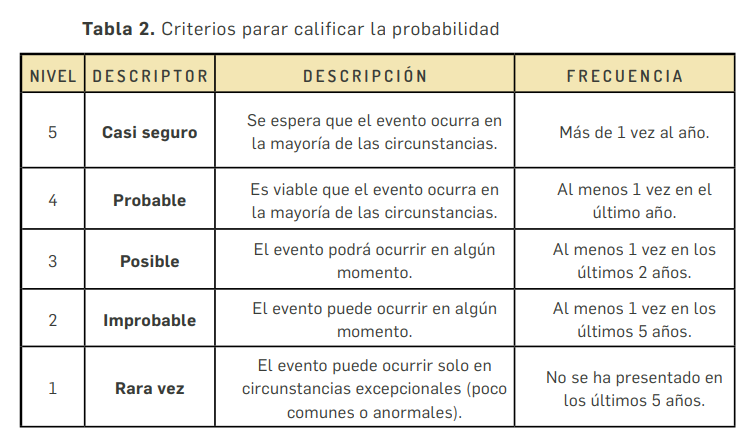 Tabla 2. Criterios parar calificar la probabilidad
NIVEL DESCRIPTOR DESCRIPCIÓN FRECUENCIA
5 Casi seguro Se espera que el evento ocurra en la mayoría de las circunstancias. Más de 1 vez al año.
4 Probable Es viable que el evento ocurra en la mayoría de las circunstancias. Al menos 1 vez en el último año.
3 Posible El evento podrá ocurrir en algún momento. Al menos 1 vez en los últimos 2 años.
2 Improbable El evento puede ocurrir en algún momento. Al menos 1 vez en los últimos 5 años.
1 Rara vez El evento puede ocurrir solo en circunstancias excepcionales (poco comunes o anormales). No se ha presentado en los últimos 5 años.